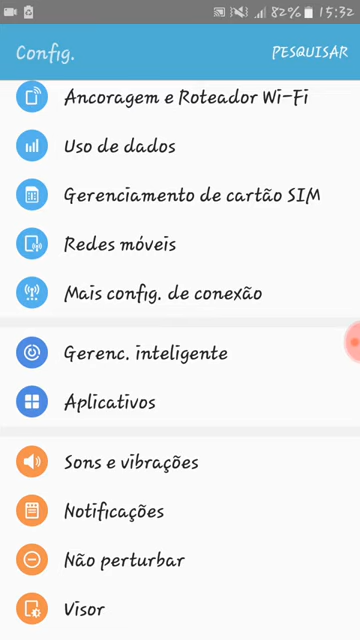 82% 15:32
Config. PESQUISAR
Ancoragem e Roteador Wi-Fi
Uso de dados
Gerenciamento de cartão SIM
Redes móveis
Mais config. de conexão
Gerenc. inteligente
Aplicativos
Sons e vibrações
Notificações
Não perturbar
Visor